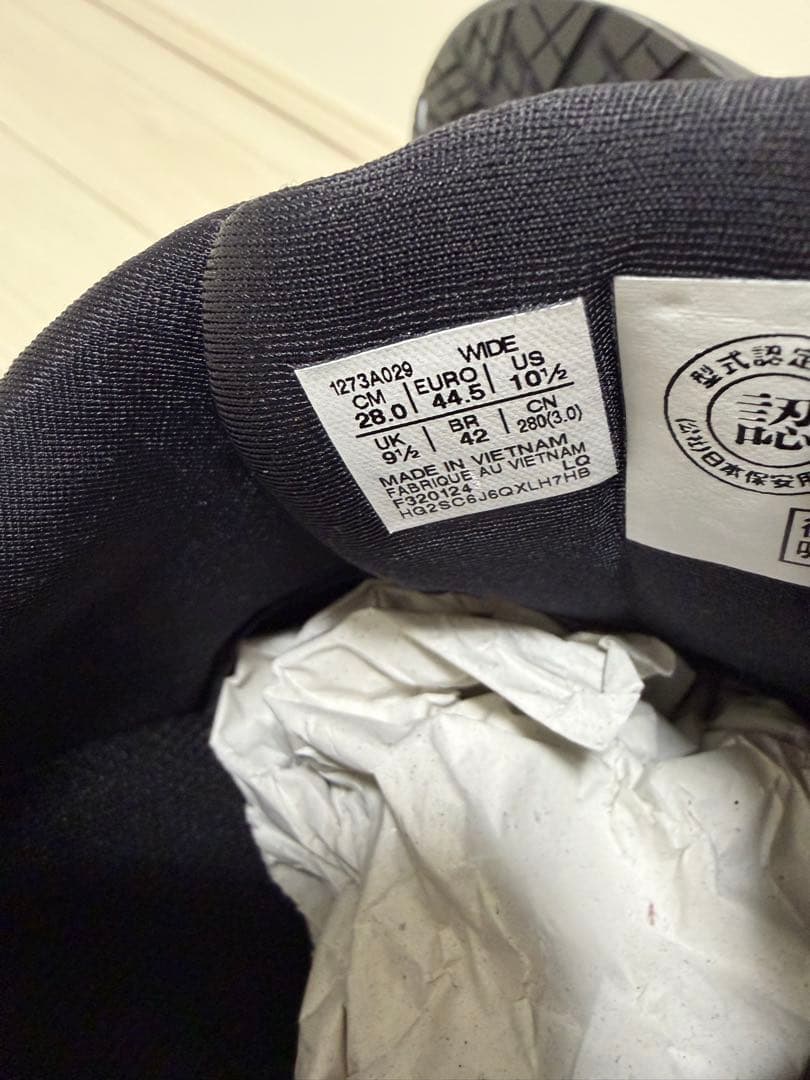 1273A029 WIDE
CM EURO US
28.0 44.5 10½
UK BR CN
9½ 42 280(3.0)
MADE IN VIETNAM
FABRIQUE AU VIETNAM
F320124 LQ
HG2SC6J6QXLH7HB
型式認定
(公社)日本保安用
認